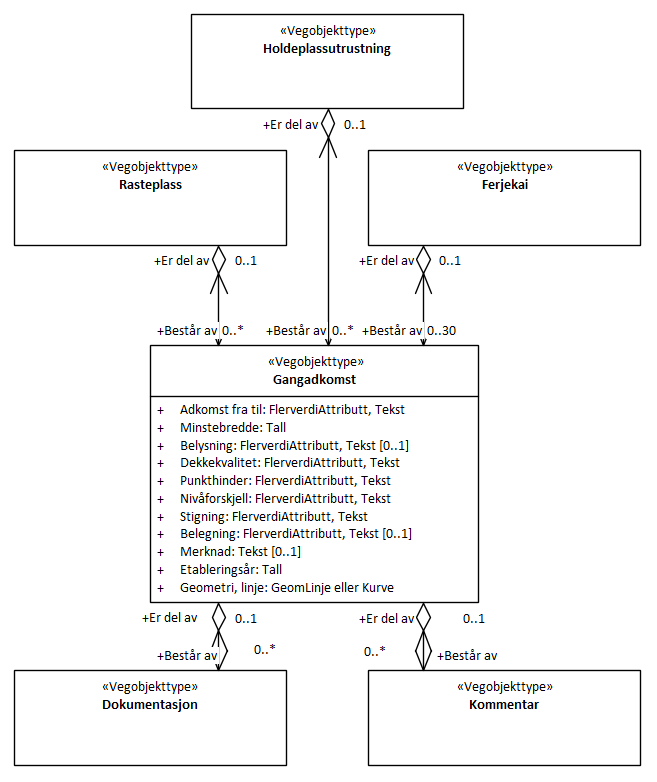 «Vegobjekttype»
Holdeplassutrustning
+Er del av 0..1
«Vegobjekttype»
Rasteplass
«Vegobjekttype»
Ferjekai
+Er del av 0..1
+Er del av 0..1
+Består av 0..*
+Består av 0..*
+Består av 0..30
«Vegobjekttype»
Gangadkomst
+ Adkomst fra til: FlerverdiAttributt, Tekst
+ Minstebredde: Tall
+ Belysning: FlerverdiAttributt, Tekst [0..1]
+ Dekkekvalitet: FlerverdiAttributt, Tekst
+ Punkthinder: FlerverdiAttributt, Tekst
+ Nivåforskjell: FlerverdiAttributt, Tekst
+ Stigning: FlerverdiAttributt, Tekst
+ Belegning: FlerverdiAttributt, Tekst [0..1]
+ Merknad: Tekst [0..1]
+ Etableringsår: Tall
+ Geometri, linje: GeomLinje eller Kurve
+Er del av 0..1
+Er del av 0..1
0..*
+Består av
0..*
+Består av
«Vegobjekttype»
Dokumentasjon
«Vegobjekttype»
Kommentar